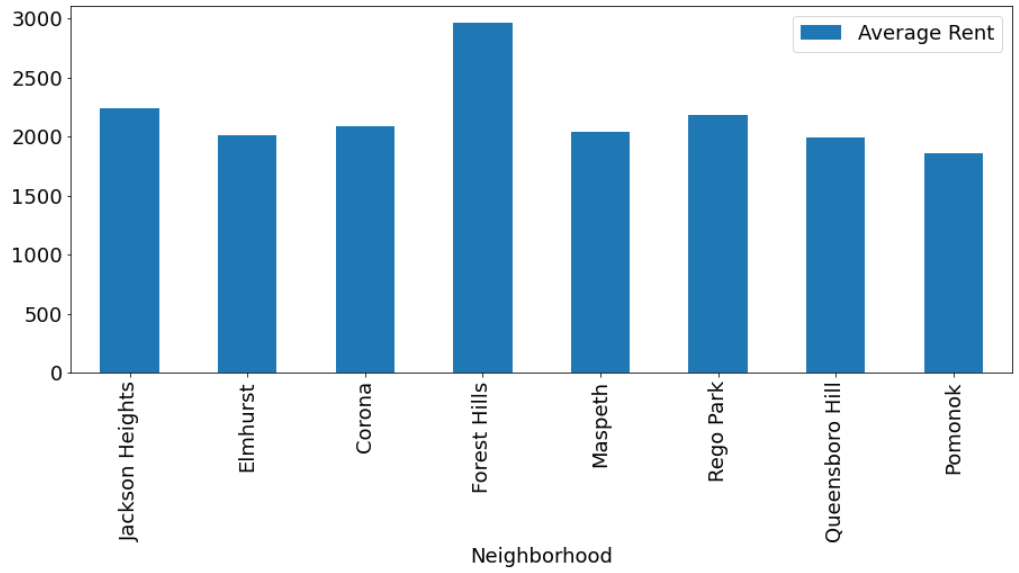 3000
2500
2000
1500
1000
500
0
Average Rent
Jackson Heights
Elmhurst
Corona
Forest Hills
Maspeth
Rego Park
Queensboro Hill
Pomonok
Neighborhood